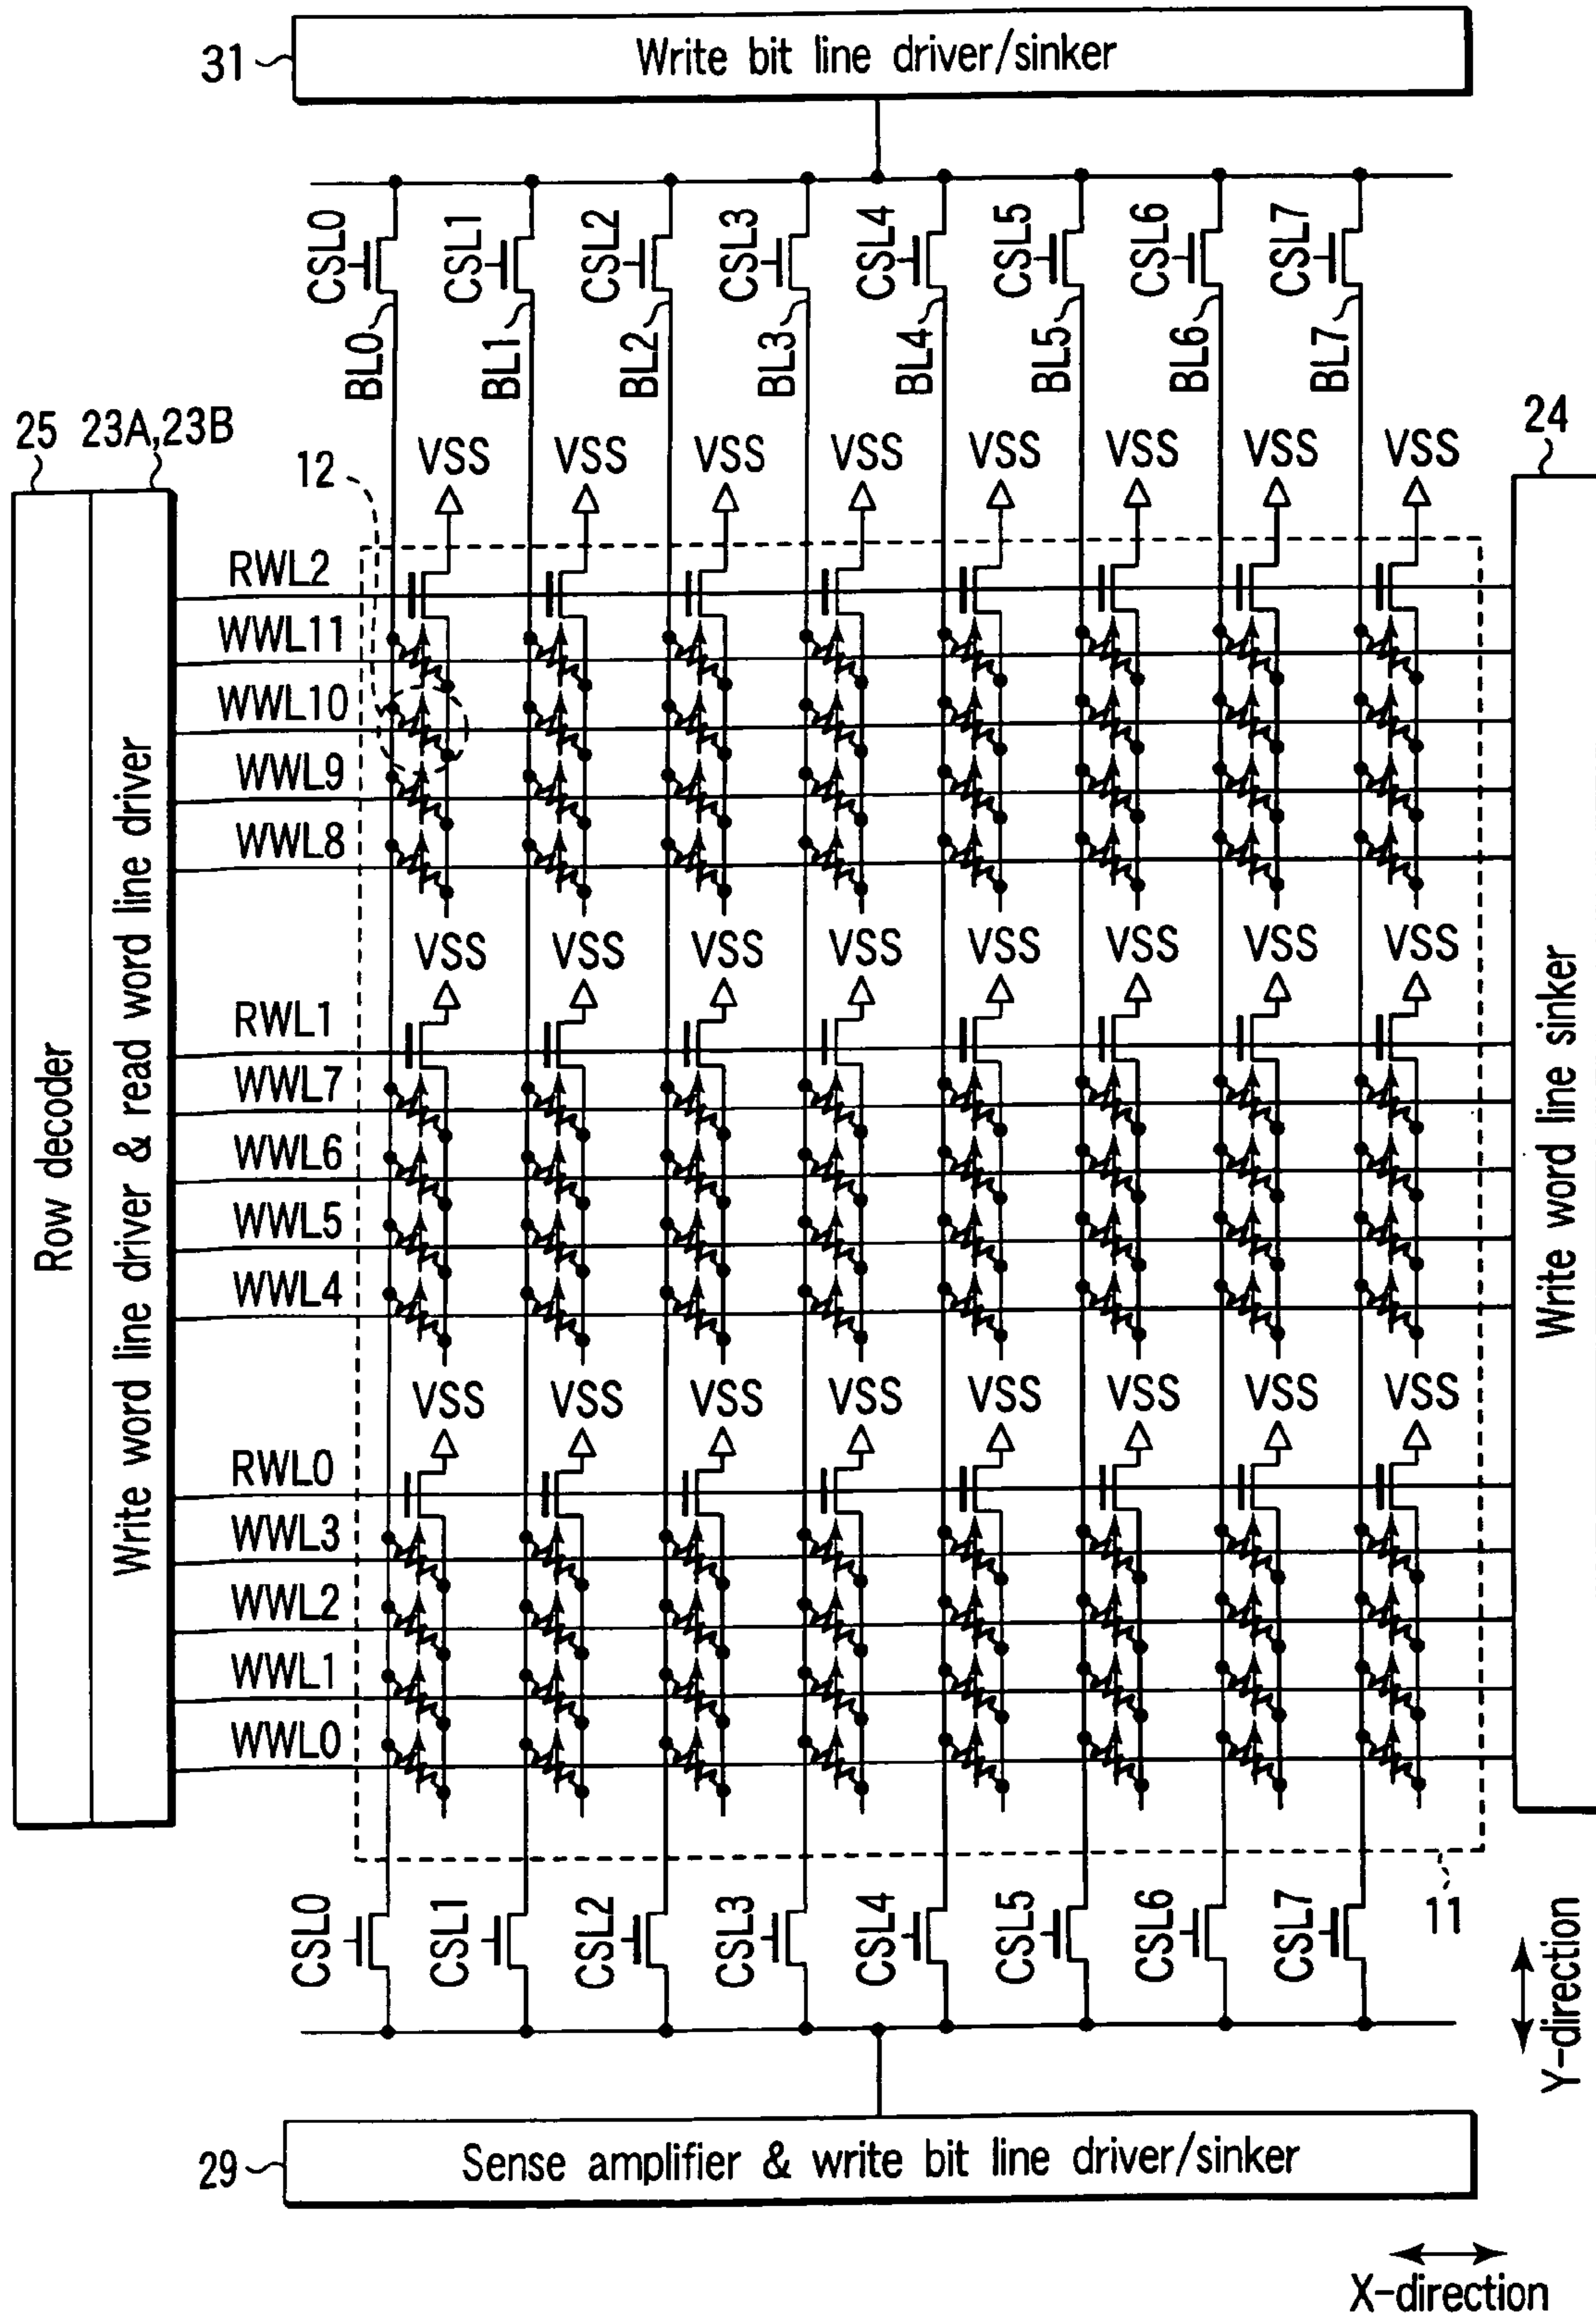 31
Write bit line driver/sinker
CSL0
CSL1
CSL2
CSL3
CSL4
CSL5
CSL6
CSL7
BL0
BL1
BL2
BL3
BL4
BL5
BL6
BL7
25
23A,23B
12
24
VSS VSS VSS VSS VSS VSS VSS VSS
RWL2
WWL11
WWL10
WWL9
WWL8
VSS VSS VSS VSS VSS VSS VSS VSS
RWL1
WWL7
WWL6
WWL5
WWL4
VSS VSS VSS VSS VSS VSS VSS VSS
RWL0
WWL3
WWL2
WWL1
WWL0
Row decoder
Write word line driver & read word line driver
Write word line sinker
CSL0
CSL1
CSL2
CSL3
CSL4
CSL5
CSL6
CSL7
11
Y-direction
29
Sense amplifier & write bit line driver/sinker
X-direction